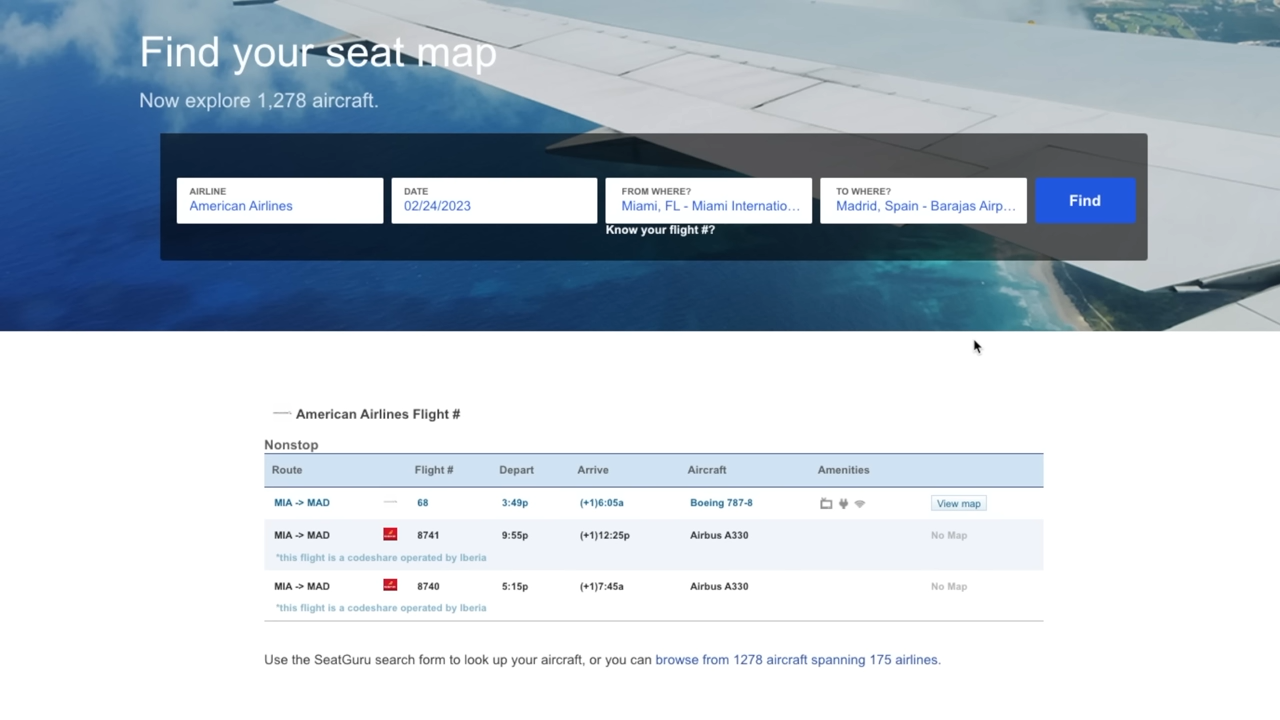 Find your seat map
Now explore 1,278 aircraft.
AIRLINE DATE FROM WHERE? TO WHERE?
American Airlines 02/24/2023 Miami, FL - Miami Internatio… Madrid, Spain - Barajas Airp… Find
Know your flight #?
American Airlines Flight #
Nonstop
Route Flight # Depart Arrive Aircraft Amenities
MIA -> MAD 68 3:49p (+1)6:05a Boeing 787-8 View map
MIA -> MAD 8741 9:55p (+1)12:25p Airbus A330 No Map
*this flight is a codeshare operated by Iberia
MIA -> MAD 8740 5:15p (+1)7:45a Airbus A330 No Map
*this flight is a codeshare operated by Iberia
Use the SeatGuru search form to look up your aircraft, or you can browse from 1278 aircraft spanning 175 airlines.